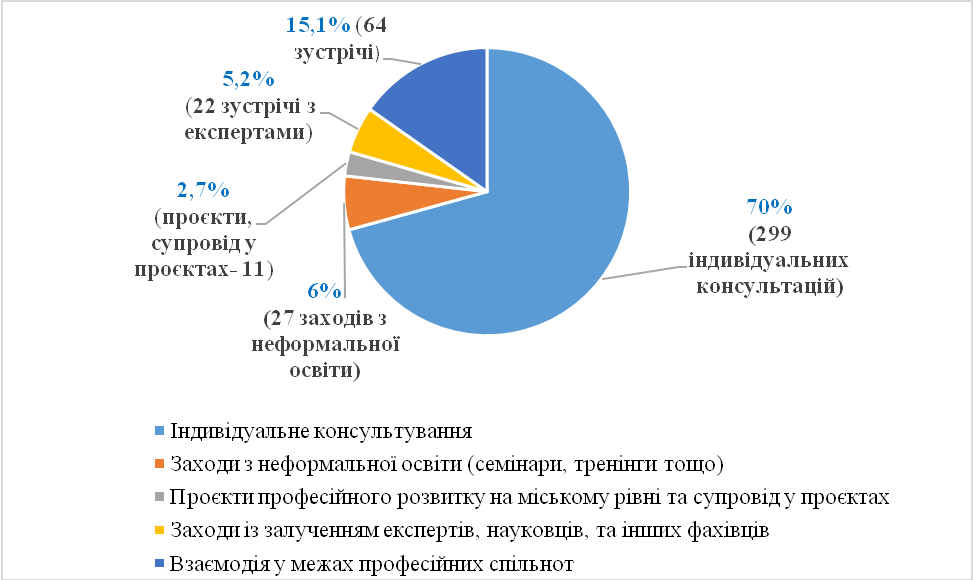 15,1% (64
зустрічі)
5,2%
(22 зустрічі з
експертами)
2,7%
(проєкти,
супровід у
проєктах- 11)
6%
(27 заходів з
неформальної
освіти)
70%
(299
індивідуальних
консультацій)
Індивідуальне консультування
Заходи з неформальної освіти (семінари, тренінги тощо)
Проєкти професійного розвитку на міському рівні та супровід у проєктах
Заходи із залученням експертів, науковців, та інших фахівців
Взаємодія у межах професійних спільнот